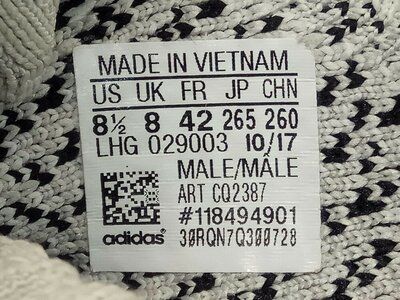 MADE IN VIETNAM
US UK FR JP CHN
8½ 8 42 265 260
LHG 029003 10/17
MALE/MÂLE
ART CQ2387
#118494901
adidas® 30RQN7Q300728